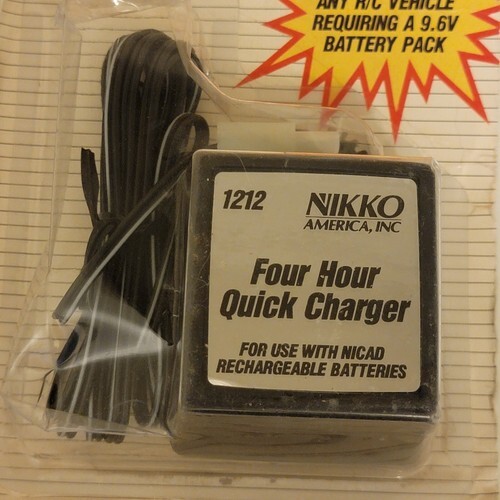 ANY R/C VEHICLE
REQUIRING A 9.6V
BATTERY PACK
1212
NIKKO
AMERICA, INC
Four Hour
Quick Charger
FOR USE WITH NICAD
RECHARGEABLE BATTERIES